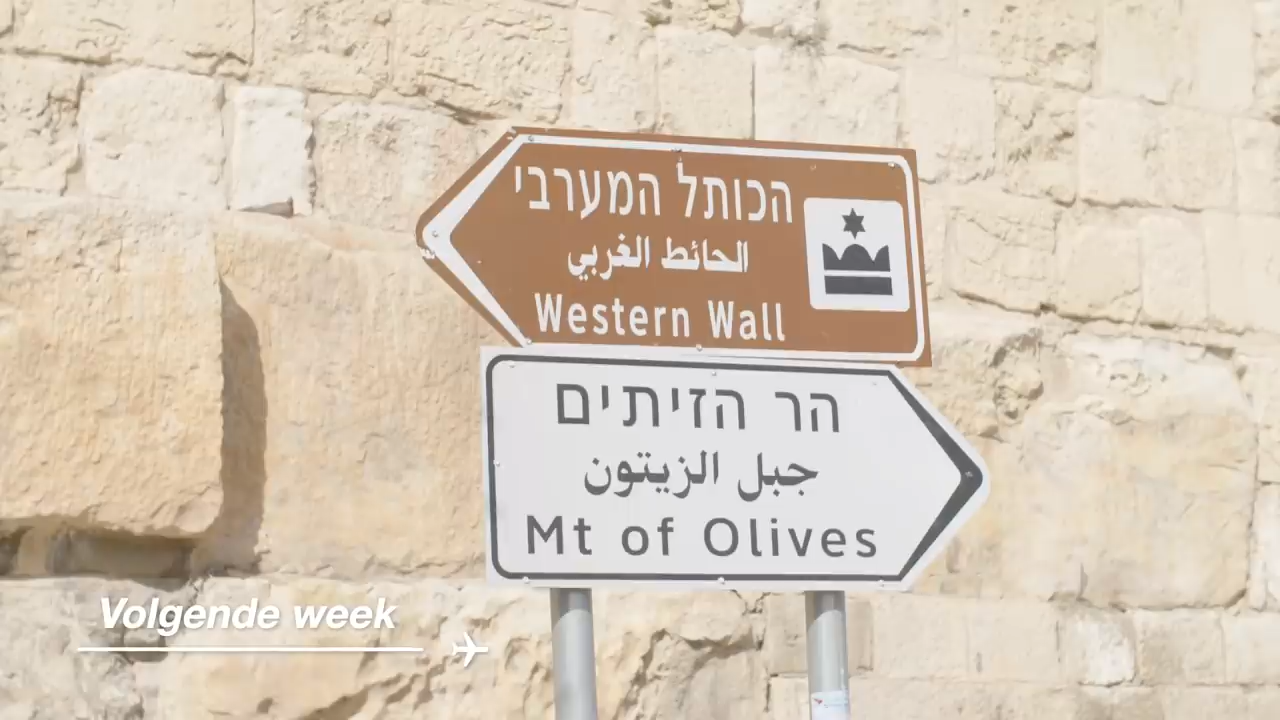 הכותל המערבי
الحائط الغربي
Western Wall
הר הזיתים
جبل الزيتون
Mt of Olives
Volgende week